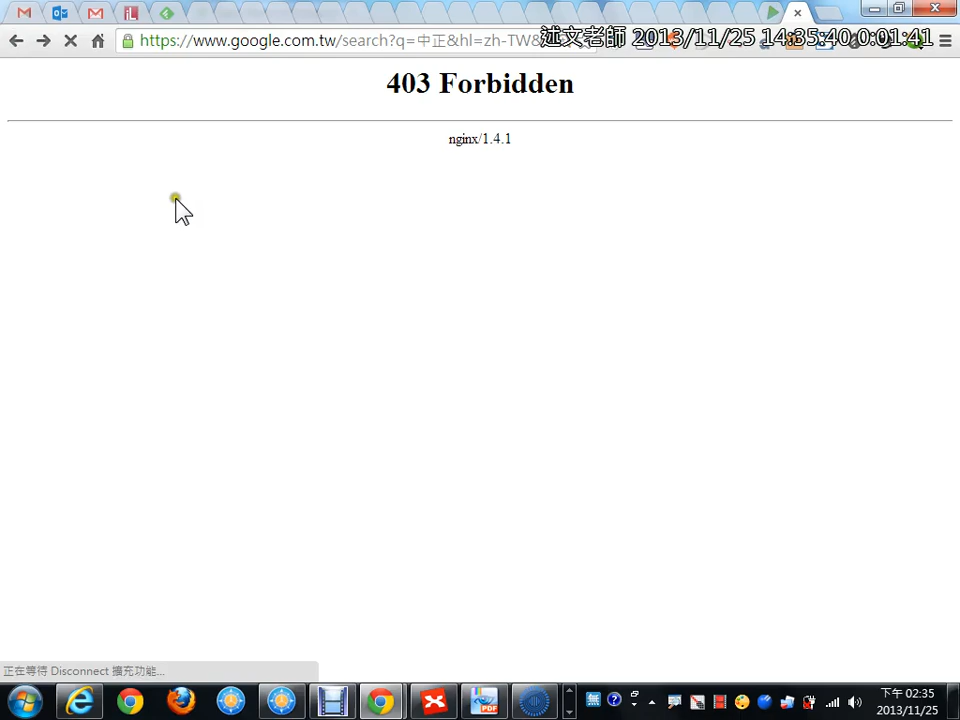 https://www.google.com.tw/search?q=中正&hl=zh-TW&
述文老師 2013/11/25 14:35:40 0:01:41
403 Forbidden
nginx/1.4.1
正在等待 Disconnect 擴充功能...
下午 02:35
2013/11/25